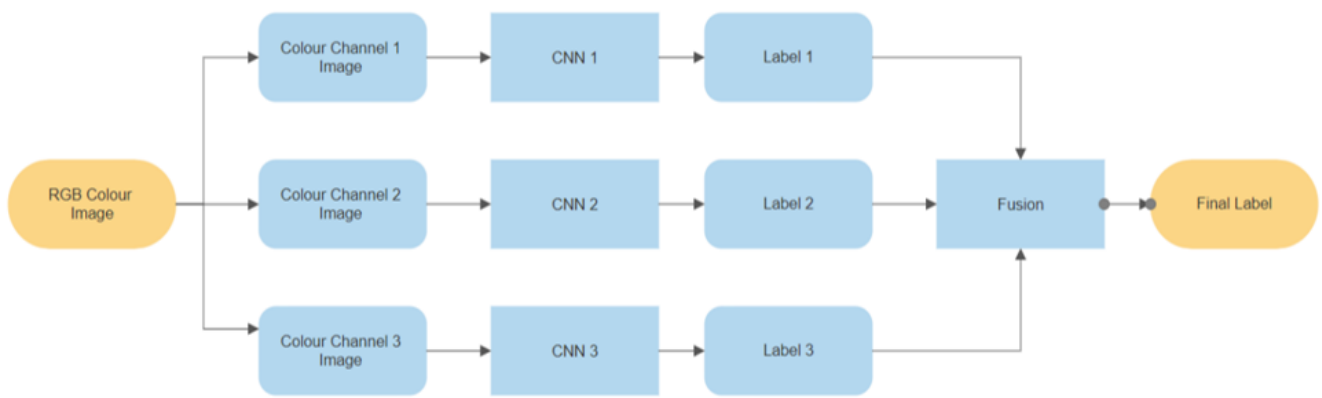 Colour Channel 1
Image
CNN 1
Label 1
RGB Colour
Image
Colour Channel 2
Image
CNN 2
Label 2
Fusion
Final Label
Colour Channel 3
Image
CNN 3
Label 3